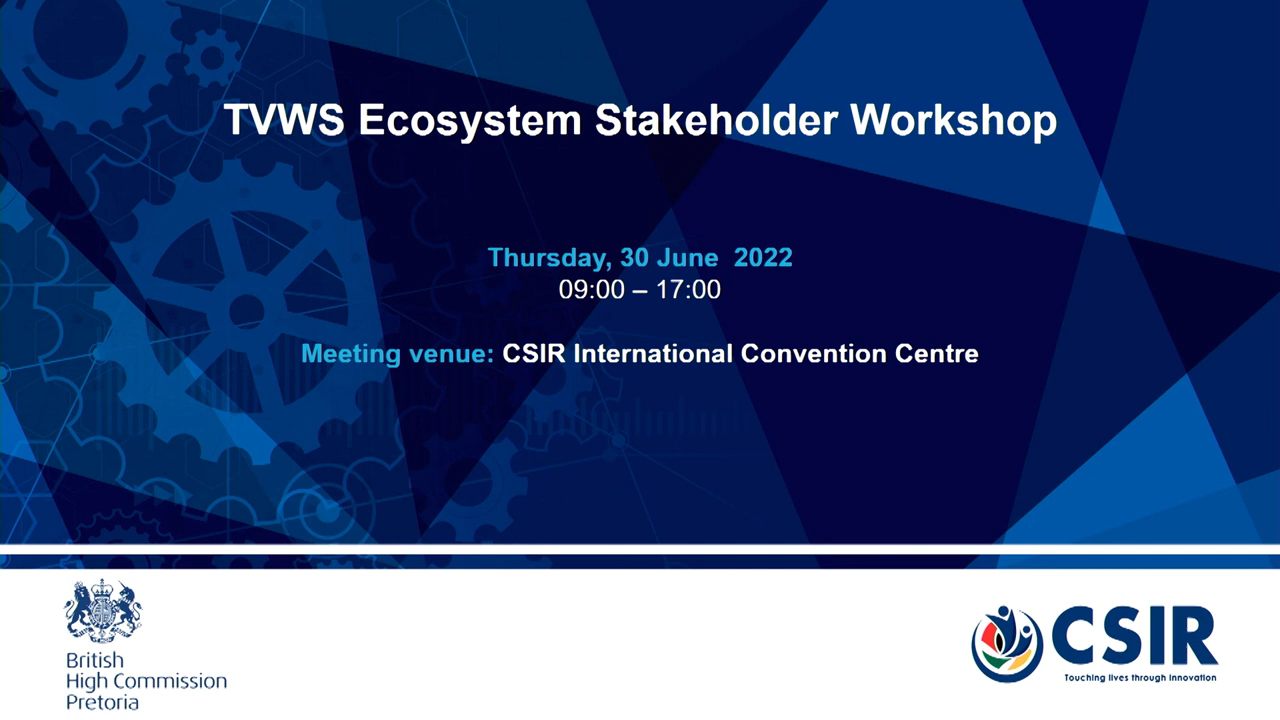 TVWS Ecosystem Stakeholder Workshop
Thursday, 30 June 2022
09:00 – 17:00
Meeting venue: CSIR International Convention Centre
British
High Commission
Pretoria
CSIR
Touching lives through innovation